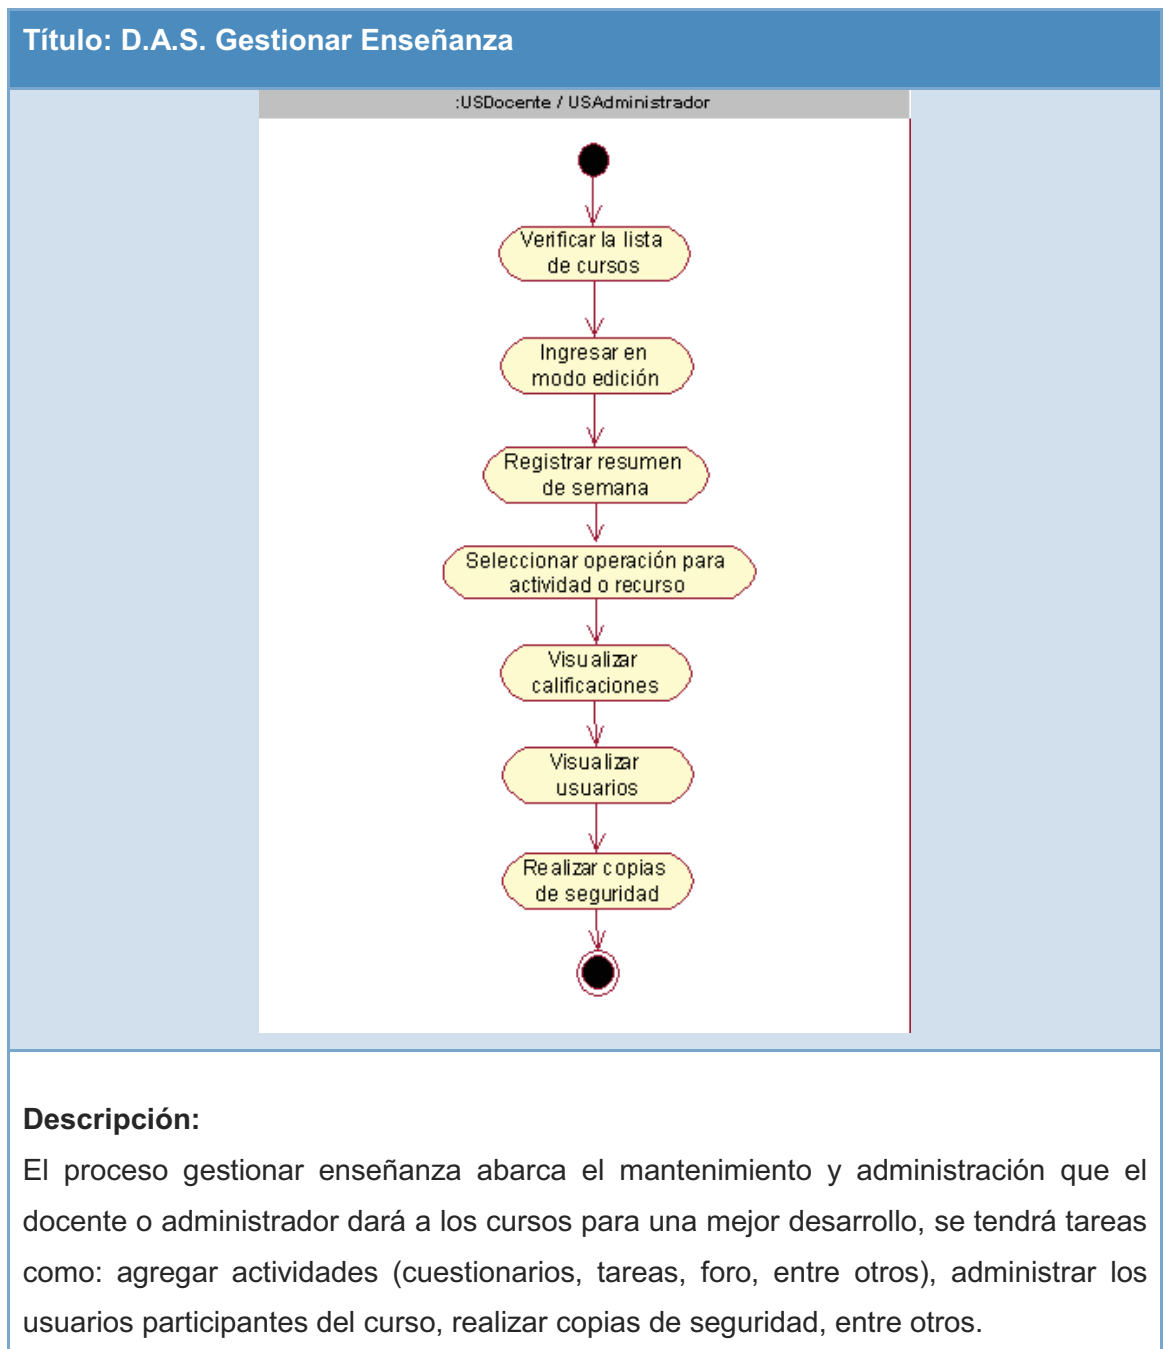 Título: D.A.S. Gestionar Enseñanza
:USDocente / USAdministrador
Verificar la lista
de cursos
Ingresar en
modo edición
Registrar resumen
de semana
Seleccionar operación para
actividad o recurso
Visualizar
calificaciones
Visualizar
usuarios
Realizar copias
de seguridad
Descripción:
El proceso gestionar enseñanza abarca el mantenimiento y administración que el
docente o administrador dará a los cursos para una mejor desarrollo, se tendrá tareas
como: agregar actividades (cuestionarios, tareas, foro, entre otros), administrar los
usuarios participantes del curso, realizar copias de seguridad, entre otros.